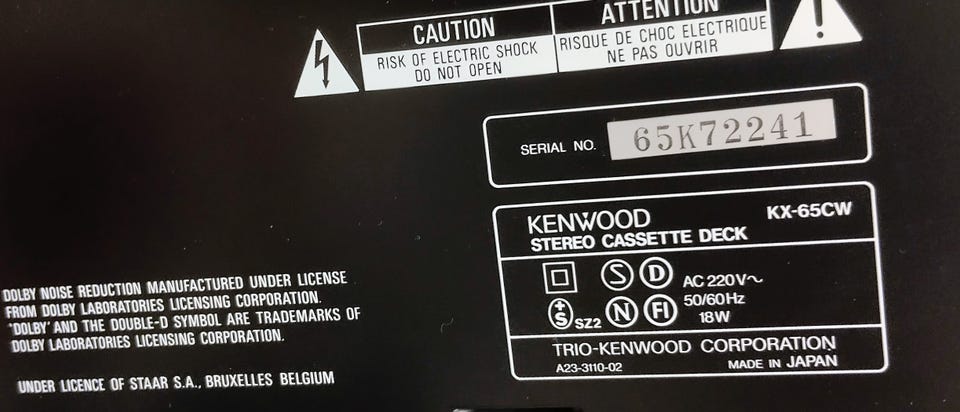 CAUTION
RISK OF ELECTRIC SHOCK
DO NOT OPEN
ATTENTION
RISQUE DE CHOC ELECTRIQUE
NE PAS OUVRIR
SERIAL NO. 65K72241
KENWOOD KX-65CW
STEREO CASSETTE DECK
S D AC 220V~
S SZ2 N FI 50/60Hz
18W
TRIO-KENWOOD CORPORATION
A23-3110-02 MADE IN JAPAN
DOLBY NOISE REDUCTION MANUFACTURED UNDER LICENSE
FROM DOLBY LABORATORIES LICENSING CORPORATION.
'DOLBY' AND THE DOUBLE-D SYMBOL ARE TRADEMARKS OF
DOLBY LABORATORIES LICENSING CORPORATION.
UNDER LICENCE OF STAAR S.A., BRUXELLES BELGIUM